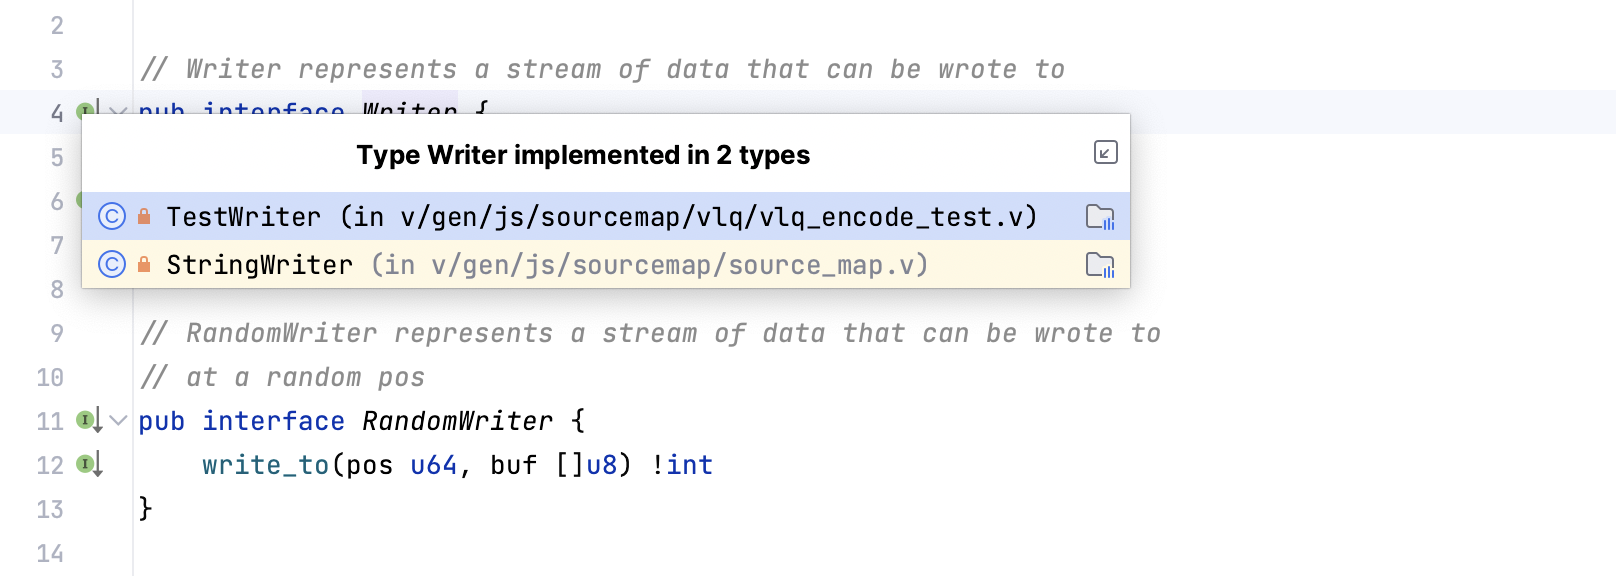 2
3 // Writer represents a stream of data that can be wrote to
4 pub interface Writer {
Type Writer implemented in 2 types
5
6 TestWriter (in v/gen/js/sourcemap/vlq/vlq_encode_test.v)
7 StringWriter (in v/gen/js/sourcemap/source_map.v)
8
9 // RandomWriter represents a stream of data that can be wrote to
10 // at a random pos
11 pub interface RandomWriter {
12 write_to(pos u64, buf []u8) !int
13 }
14